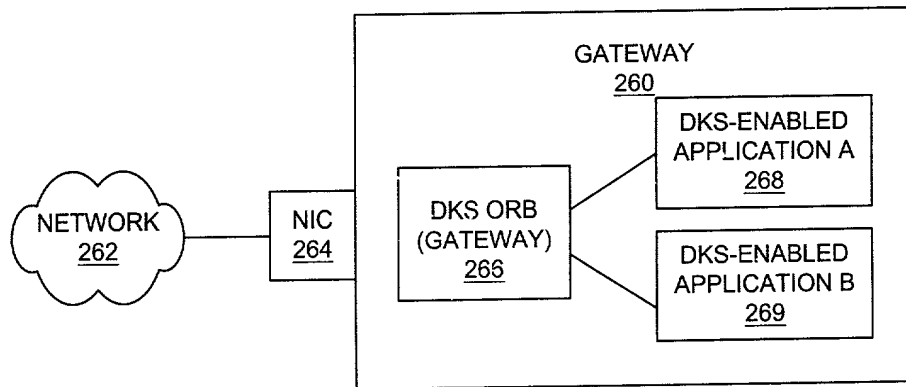 GATEWAY
260
NETWORK
262
NIC
264
DKS ORB
(GATEWAY)
266
DKS-ENABLED
APPLICATION A
268
DKS-ENABLED
APPLICATION B
269